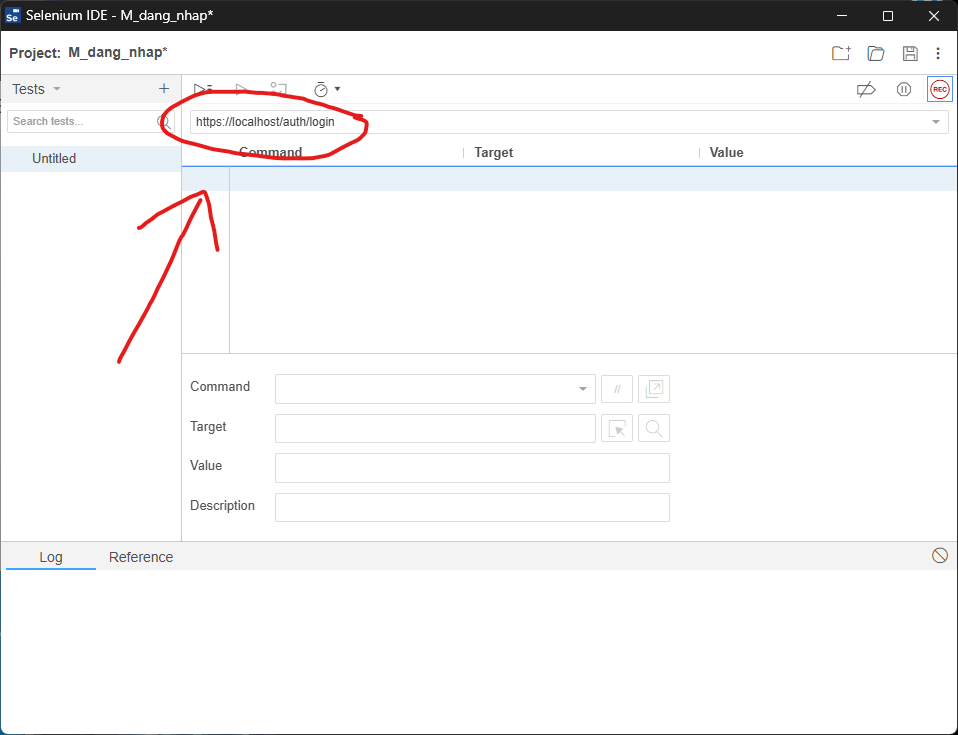 Selenium IDE - M_dang_nhap*
Project: M_dang_nhap*
Tests
REC
Search tests...
https://localhost/auth/login
Untitled
Command Target Value
Command
//
Target
Value
Description
Log Reference